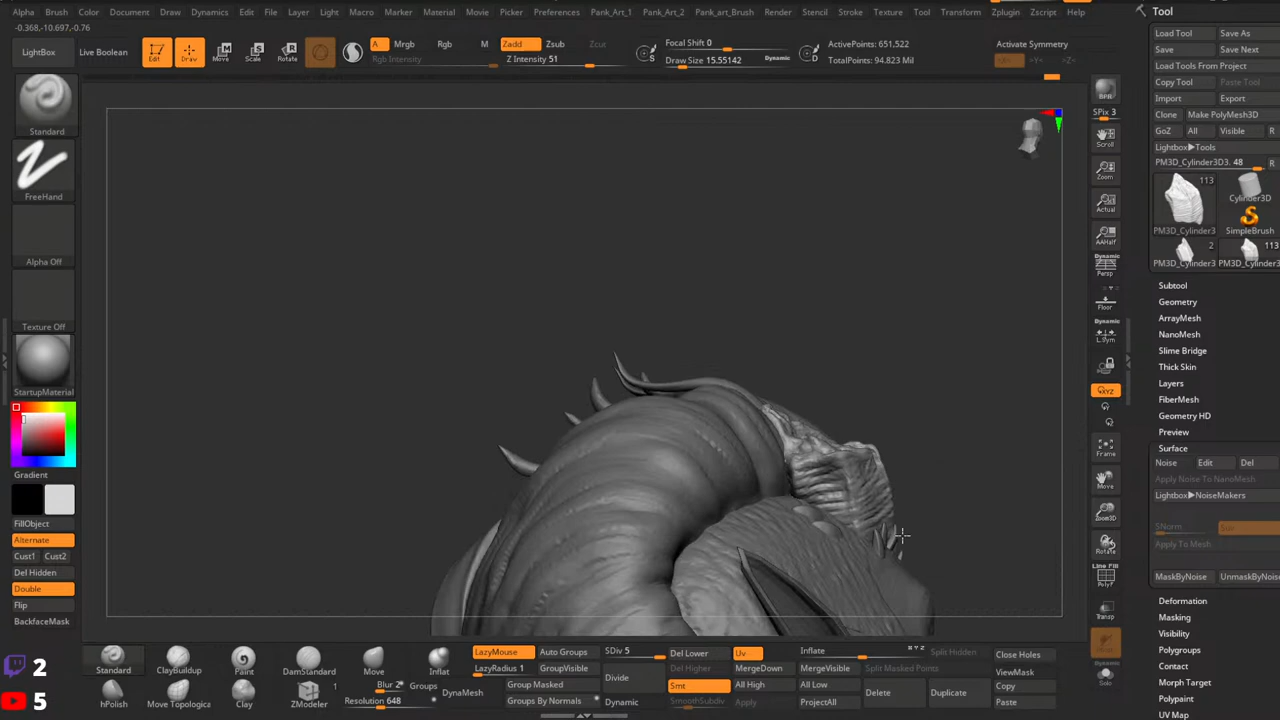 Alpha Brush Color Document Draw Dynamics Edit File Layer Light Macro Marker Material Movie Picker Preferences Pank_Art_1 Pank_Art_2 Pank_art_Brush Render Stencil Stroke Texture Tool Transform Zplugin Zscript Help
Tool
-0.368,-10.697,-0.76
LightBox
Live Boolean
Edit
Draw
Move
Scale
Rotate
A
Mrgb
Rgb
M
Rgb Intensity
Zadd
Zsub
Zcut
Z Intensity 51
S
Focal Shift 0
Draw Size 15.55142
Dynamic
D
ActivePoints: 651,522
TotalPoints: 94.823 Mil
Activate Symmetry
>Y<
>Z<
Standard
FreeHand
Alpha Off
Texture Off
StartupMaterial
Gradient
FillObject
Alternate
Cust1 Cust2
Del Hidden
Double
Flip
BackfaceMask
2
5
BPR
SPix 3
Scroll
Zoom
Actual
AAHalf
Dynamic
Persp
Floor
Dynamic
L.Sym
Frame
Move
Zoom3D
Rotate
Line Fill
PolyF
Transp
Dynamic
Solo
Load Tool Save As
Save Save Next
Load Tools From Project
Copy Tool Paste Tool
Import Export
Clone Make PolyMesh3D
GoZ All Visible R
Lightbox▶Tools
PM3D_Cylinder3. 48 R
113
PM3D_Cylinder3
Cylinder3D
SimpleBrush
2
113
PM3D_Cylinder3 PM3D_Cylinder3
Subtool
Geometry
ArrayMesh
NanoMesh
Slime Bridge
Thick Skin
Layers
FiberMesh
Geometry HD
Preview
Surface
Noise Edit Del
Apply Noise To NanoMesh
Lightbox▶NoiseMakers
SNorm
Apply To Mesh
MaskByNoise UnmaskByNoise
Deformation
Masking
Visibility
Polygroups
Contact
Morph Target
Polypaint
UV Map
Standard ClayBuildup Paint DamStandard Move Inflat
hPolish Move Topologica Clay ZModeler 1
Blur 2 Groups
Resolution 648
DynaMesh
LazyMouse
LazyRadius 1
Auto Groups
GroupVisible
Group Masked
Groups By Normals
SDiv 5
Divide
Dynamic
Del Lower
Del Higher
Smt
SmoothSubdiv
Uv
MergeDown
All High
Apply
Inflate
X Y Z
MergeVisible
All Low
ProjectAll
Split Hidden
Split Masked Points
Delete
Duplicate
Close Holes
ViewMask
Copy
Paste